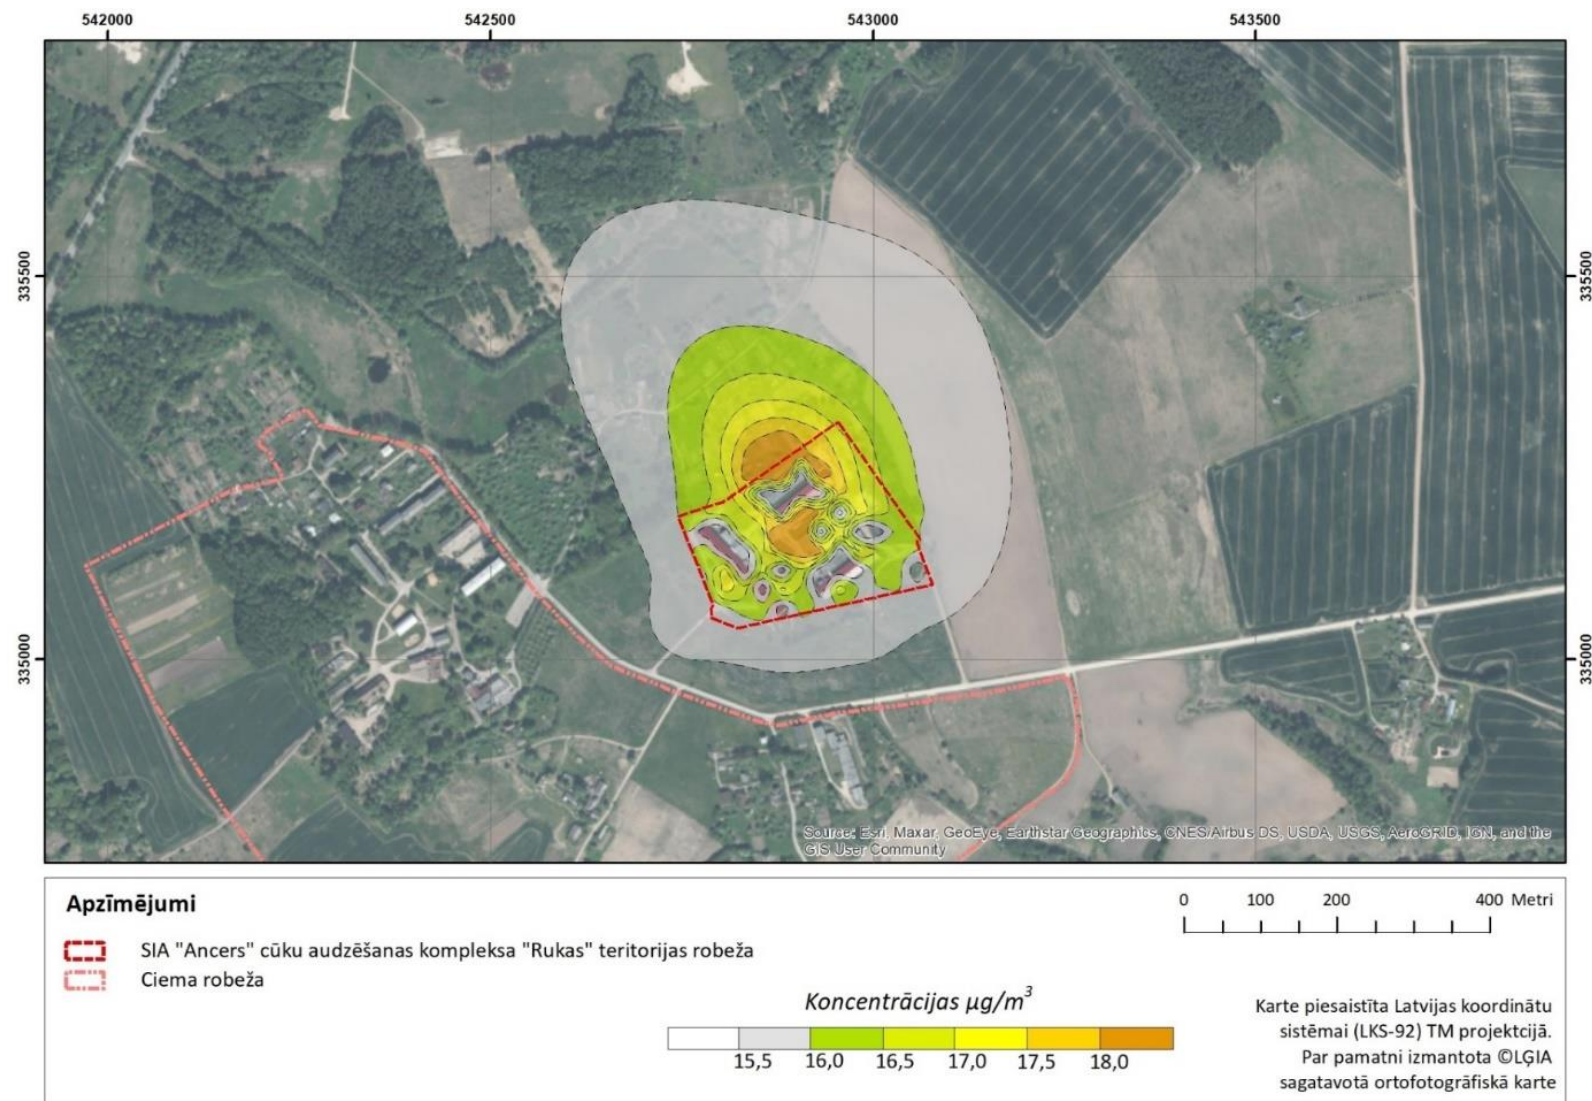 542000 542500 543000 543500
335500 335500
335000 335000
Source: Esri, Maxar, GeoEye, Earthstar Geographics, CNES/Airbus DS, USDA, USGS, AeroGRID, IGN, and the
GIS User Community
Apzīmējumi
SIA "Ancers" cūku audzēšanas kompleksa "Rukas" teritorijas robeža
Ciema robeža
0 100 200 400 Metri
Koncentrācijas µg/m³
15,5 16,0 16,5 17,0 17,5 18,0
Karte piesaistīta Latvijas koordinātu
sistēmai (LKS-92) TM projekcijā.
Par pamatni izmantota ©LĢIA
sagatavotā ortofotogrāfiskā karte